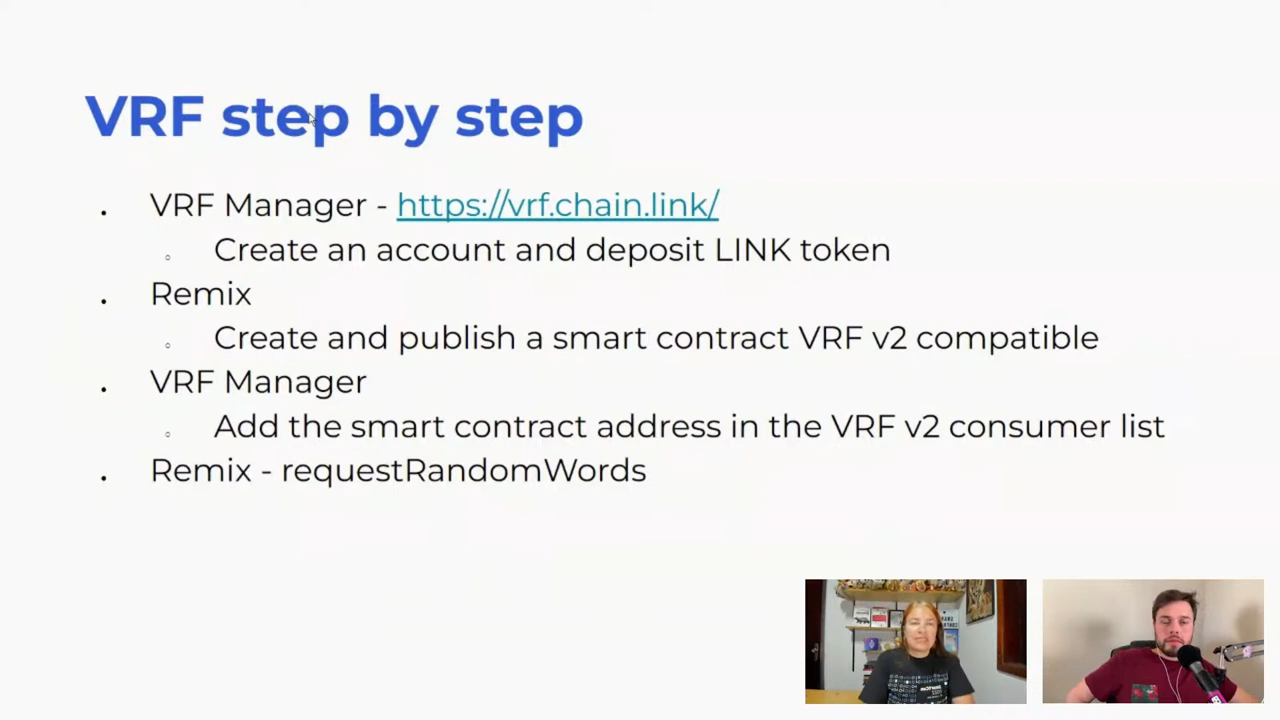 VRF step by step
. VRF Manager - https://vrf.chain.link/
○ Create an account and deposit LINK token
. Remix
○ Create and publish a smart contract VRF v2 compatible
. VRF Manager
○ Add the smart contract address in the VRF v2 consumer list
. Remix - requestRandomWords